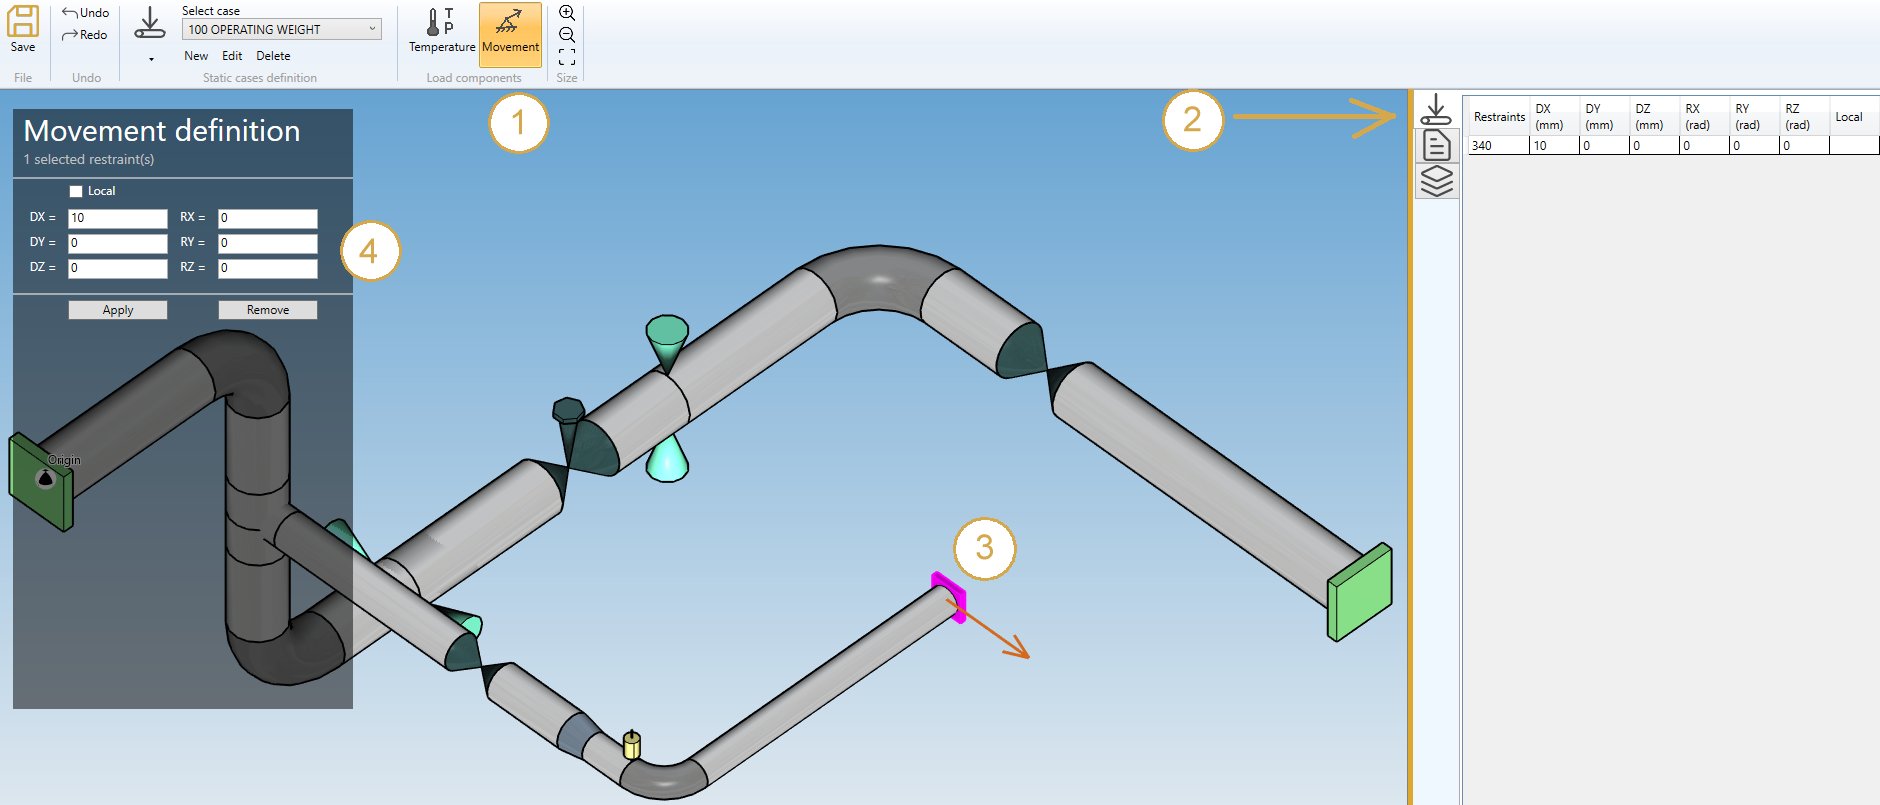 Save
File
Undo
Redo
Undo
Select case
100 OPERATING WEIGHT
New Edit Delete
Static cases definition
T
P
Temperature
Movement
Load components
Size
Movement definition
1 selected restraint(s)
Local
DX = 10 RX = 0
DY = 0 RY = 0
DZ = 0 RZ = 0
Apply Remove
Origin
1
2
3
4
Restraints DX (mm) DY (mm) DZ (mm) RX (rad) RY (rad) RZ (rad) Local
340 10 0 0 0 0 0